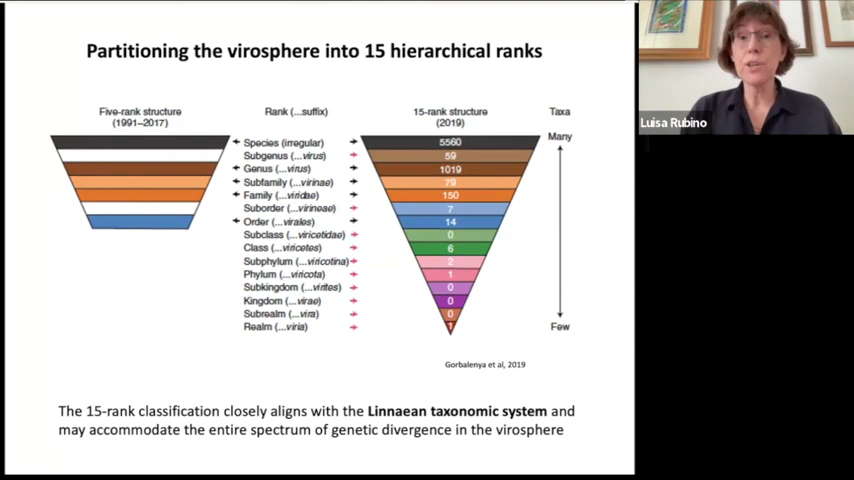 Partitioning the virosphere into 15 hierarchical ranks
Five-rank structure
(1991–2017)
Rank (...suffix)
15-rank structure
(2019)
Taxa
Many
Species (irregular)
5560
Subgenus (...virus)
59
Genus (...virus)
1019
Subfamily (...virinae)
79
Family (...viridae)
150
Suborder (...virineae)
7
Order (...virales)
14
Subclass (...viricetidae)
0
Class (...viricetes)
6
Subphylum (...viricotina)
2
Phylum (...viricota)
1
Subkingdom (...virites)
0
Kingdom (...virae)
0
Subrealm (...vira)
0
Realm (...viria)
1
Few
Gorbalenya et al, 2019
The 15-rank classification closely aligns with the Linnaean taxonomic system and
may accommodate the entire spectrum of genetic divergence in the virosphere
Luisa Rubino